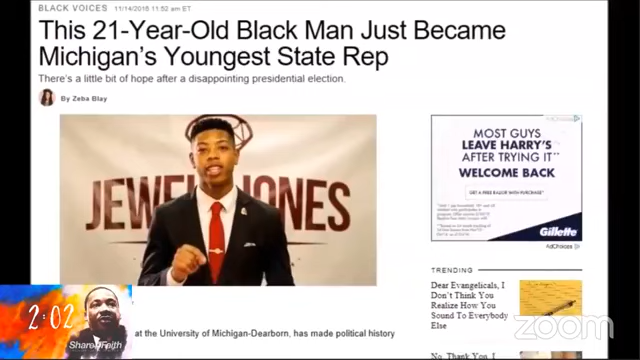 BLACK VOICES 11/14/2016 11:52 am ET
This 21-Year-Old Black Man Just Became
Michigan's Youngest State Rep
There's a little bit of hope after a disappointing presidential election.
By Zeba Blay
JEWELL JONES
MOST GUYS
LEAVE HARRY'S
AFTER TRYING IT**
WELCOME BACK
GET A FREE RAZOR WITH PURCHASE*
Gillette
AdChoices
TRENDING
Dear Evangelicals, I
Don't Think You
Realize How You
Sound To Everybody
Else
No, Thank You, I
2:02
Faith
at the University of Michigan-Dearborn, has made political history
zoom